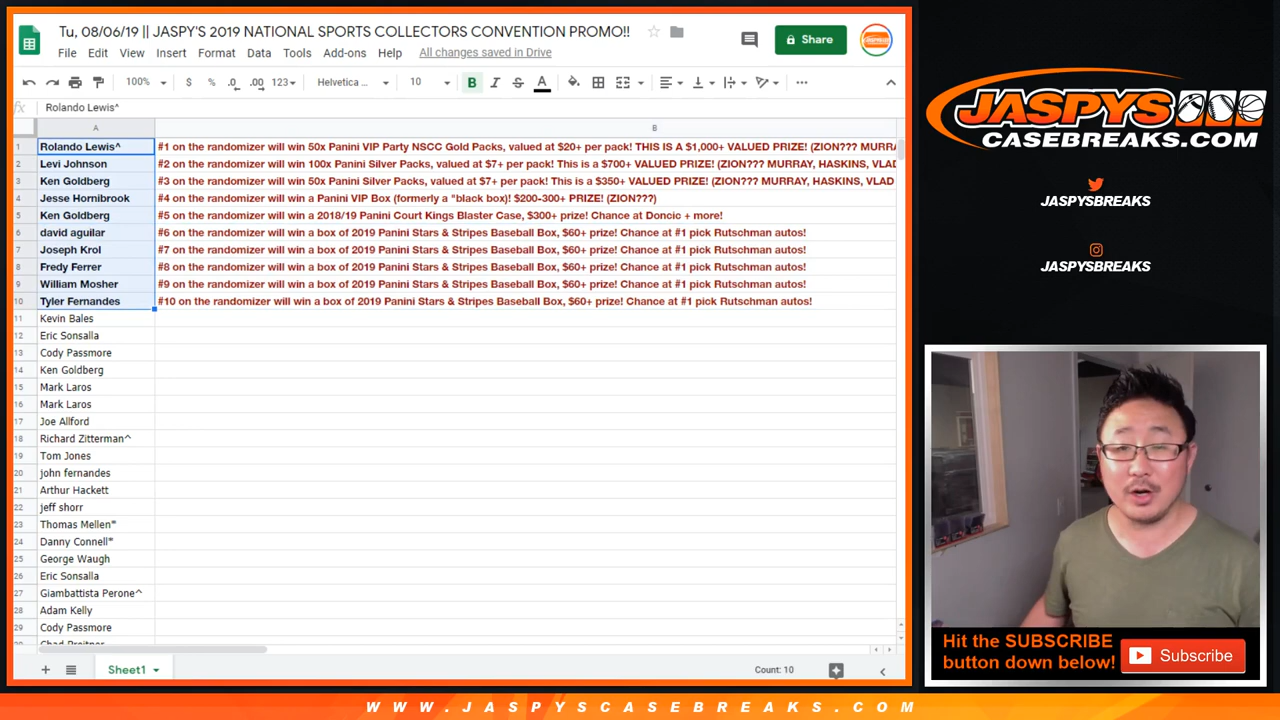 Tu, 08/06/19 || JASPY'S 2019 NATIONAL SPORTS COLLECTORS CONVENTION PROMO!!
File Edit View Insert Format Data Tools Add-ons Help All changes saved in Drive
Share
100% $ % .0 .00 123 Helvetica ... 10 B I S A
fx Rolando Lewis^
A B
1 Rolando Lewis^ #1 on the randomizer will win 50x Panini VIP Party NSCC Gold Packs, valued at $20+ per pack! THIS IS A $1,000+ VALUED PRIZE! (ZION??? MURRA
2 Levi Johnson #2 on the randomizer will win 100x Panini Silver Packs, valued at $7+ per pack! This is a $700+ VALUED PRIZE! (ZION??? MURRAY, HASKINS, VLAD
3 Ken Goldberg #3 on the randomizer will win 50x Panini Silver Packs, valued at $7+ per pack! This is a $350+ VALUED PRIZE! (ZION??? MURRAY, HASKINS, VLAD
4 Jesse Hornibrook #4 on the randomizer will win a Panini VIP Box (formerly a "black box)! $200-300+ PRIZE! (ZION???)
5 Ken Goldberg #5 on the randomizer will win a 2018/19 Panini Court Kings Blaster Case, $300+ prize! Chance at Doncic + more!
6 david aguilar #6 on the randomizer will win a box of 2019 Panini Stars & Stripes Baseball Box, $60+ prize! Chance at #1 pick Rutschman autos!
7 Joseph Krol #7 on the randomizer will win a box of 2019 Panini Stars & Stripes Baseball Box, $60+ prize! Chance at #1 pick Rutschman autos!
8 Fredy Ferrer #8 on the randomizer will win a box of 2019 Panini Stars & Stripes Baseball Box, $60+ prize! Chance at #1 pick Rutschman autos!
9 William Mosher #9 on the randomizer will win a box of 2019 Panini Stars & Stripes Baseball Box, $60+ prize! Chance at #1 pick Rutschman autos!
10 Tyler Fernandes #10 on the randomizer will win a box of 2019 Panini Stars & Stripes Baseball Box, $60+ prize! Chance at #1 pick Rutschman autos!
11 Kevin Bales
12 Eric Sonsalla
13 Cody Passmore
14 Ken Goldberg
15 Mark Laros
16 Mark Laros
17 Joe Allford
18 Richard Zitterman^
19 Tom Jones
20 john fernandes
21 Arthur Hackett
22 jeff shorr
23 Thomas Mellen*
24 Danny Connell*
25 George Waugh
26 Eric Sonsalla
27 Giambattista Perone^
28 Adam Kelly
29 Cody Passmore
Sheet1
Count: 10
JASPYS
CASEBREAKS.COM
JASPYSBREAKS
JASPYSBREAKS
Hit the SUBSCRIBE
button down below!
Subscribe
WWW.JASPYSCASEBREAKS.COM